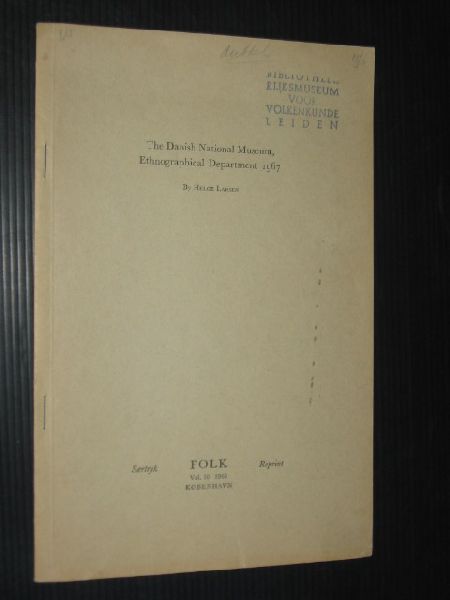 BIBLIOTHEEK
RIJKSMUSEUM
VOOR
VOLKENKUNDE
LEIDEN
The Danish National Museum,
Ethnographical Department 1967
By Helge Larsen
Særtryk FOLK Reprint
Vol. 10 1968
KØBENHAVN